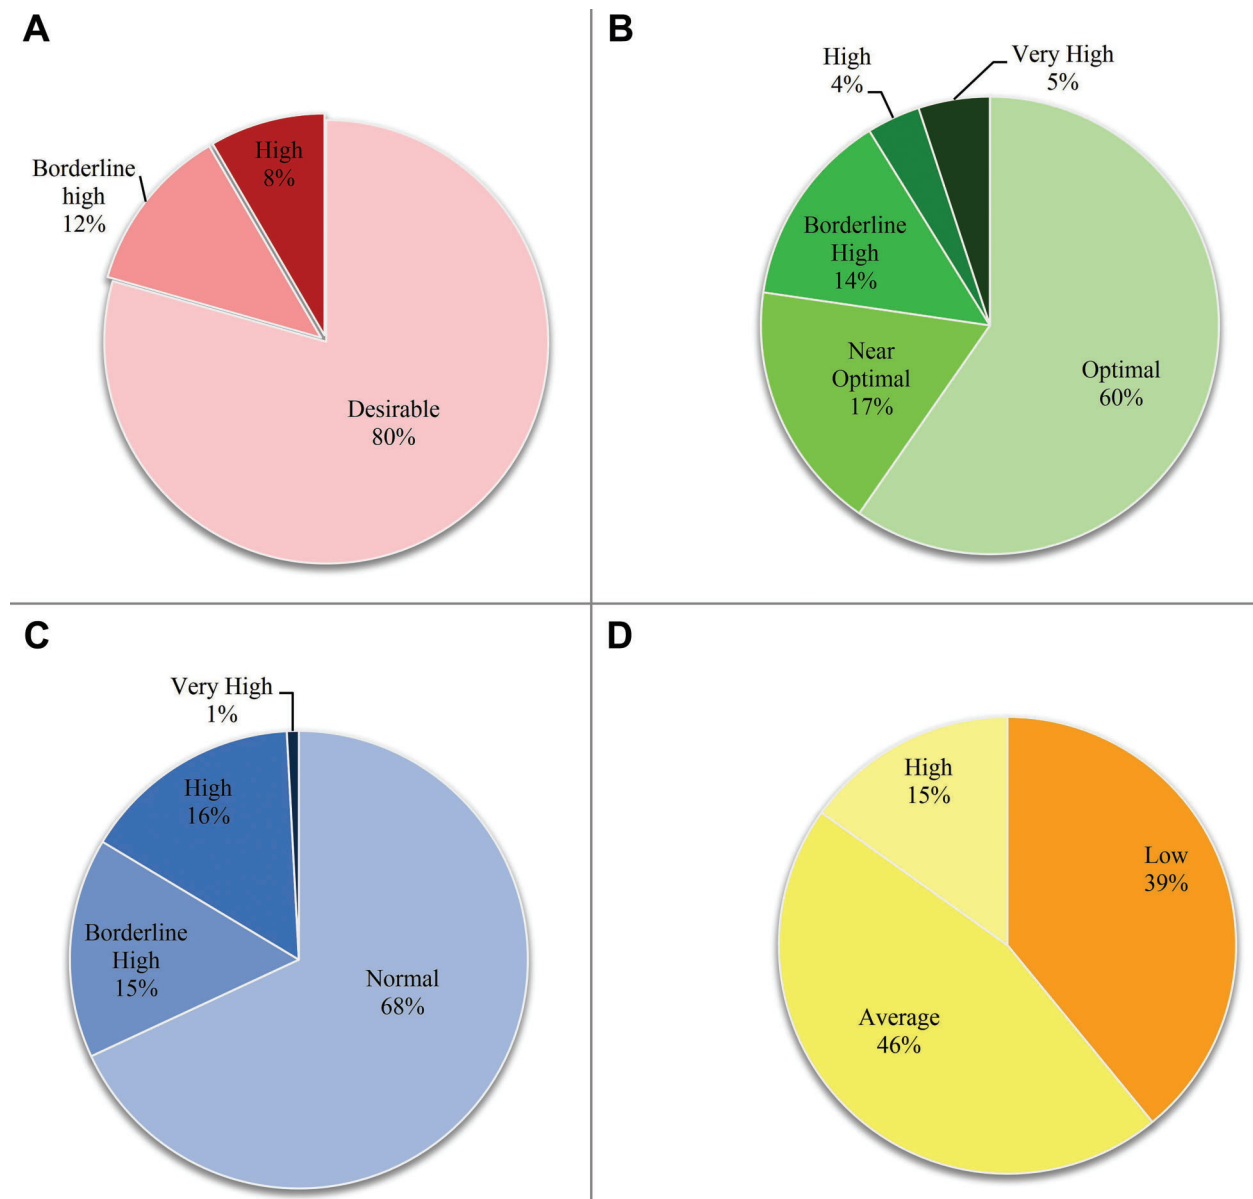 A
High
8%
Borderline
high
12%
Desirable
80%
B
High
4%
Very High
5%
Borderline
High
14%
Near
Optimal
17%
Optimal
60%
C
Very High
1%
High
16%
Borderline
High
15%
Normal
68%
D
High
15%
Low
39%
Average
46%